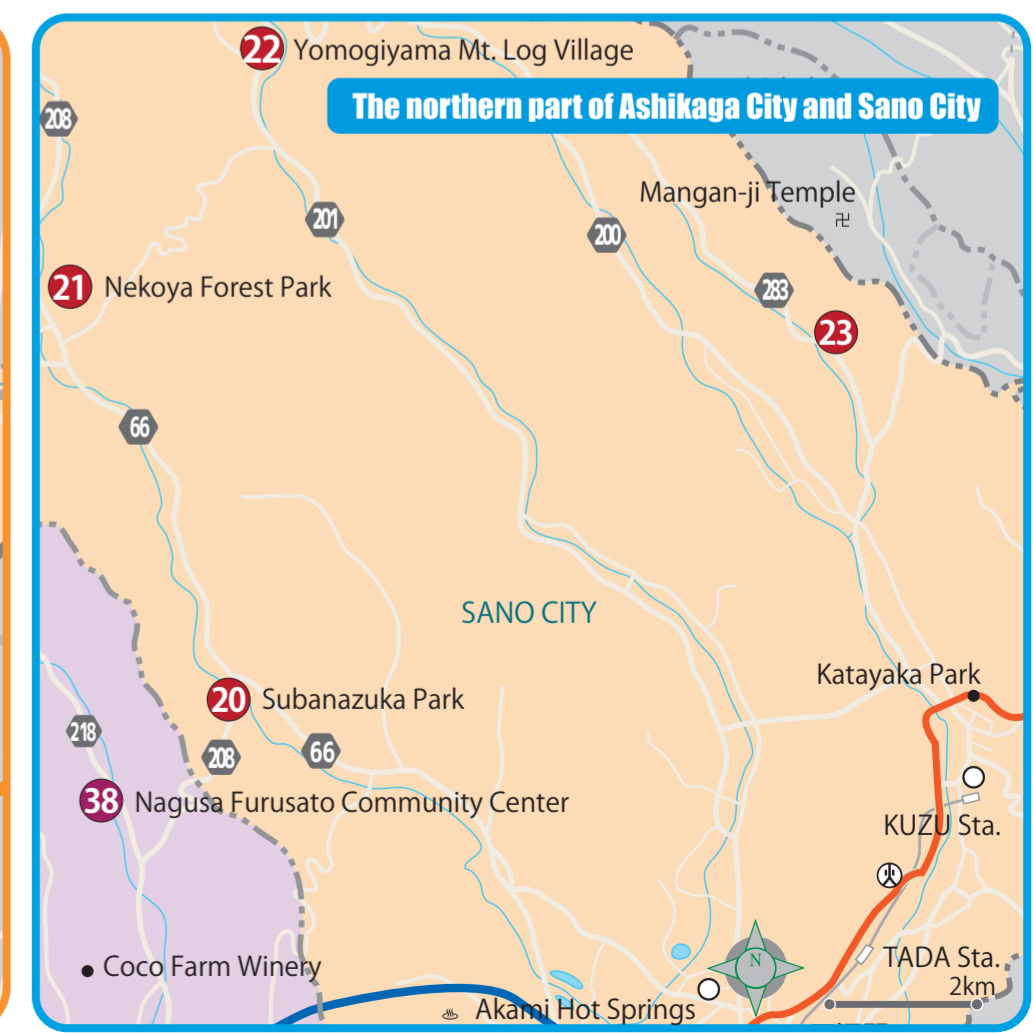 22 Yomogiyama Mt. Log Village
The northern part of Ashikaga City and Sano City
208
Mangan-ji Temple
卍
201
200
21 Nekoya Forest Park
283
23
66
SANO CITY
Katayaka Park
20 Subanazuka Park
218
208
66
38 Nagusa Furusato Community Center
KUZU Sta.
Coco Farm Winery
N
TADA Sta.
2km
Akami Hot Springs